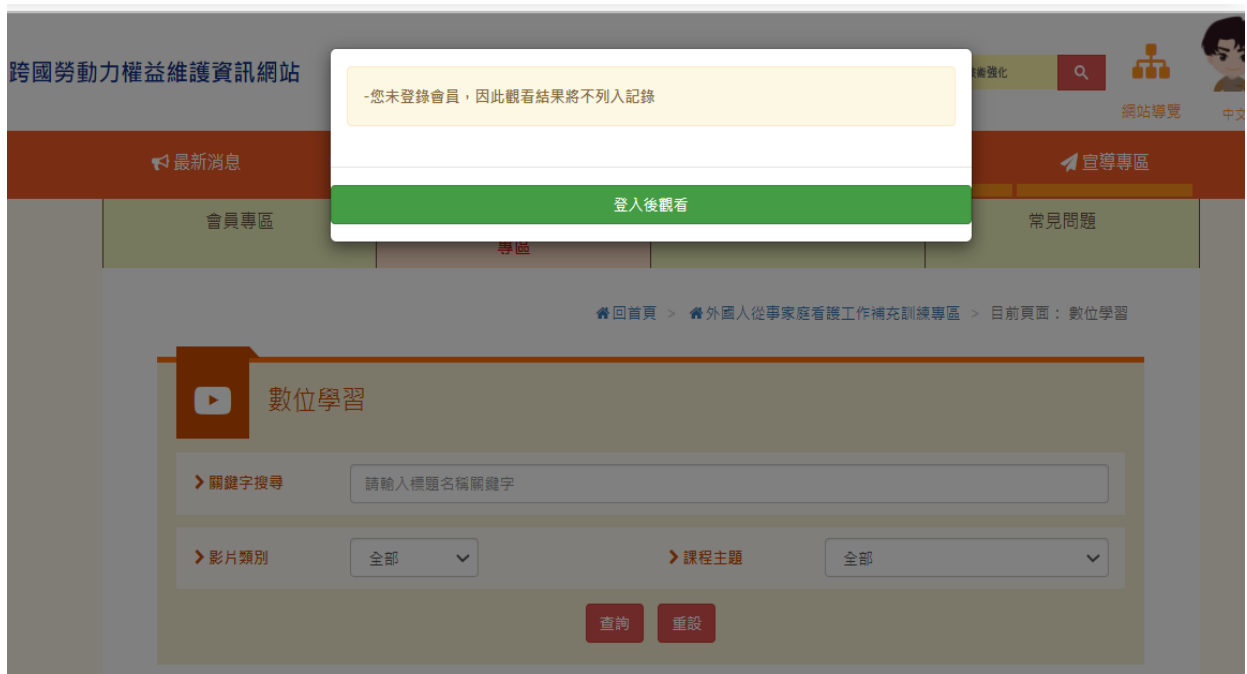 跨國勞動力權益維護資訊網站
-您未登錄會員，因此觀看結果將不列入記錄
強化
網站導覽
中文
最新消息
宣導專區
登入後觀看
會員專區
專區
常見問題
回首頁 > 外國人從事家庭看護工作補充訓練專區 > 目前頁面： 數位學習
數位學習
關鍵字搜尋 請輸入標題名稱關鍵字
影片類別 全部 課程主題 全部
查詢 重設